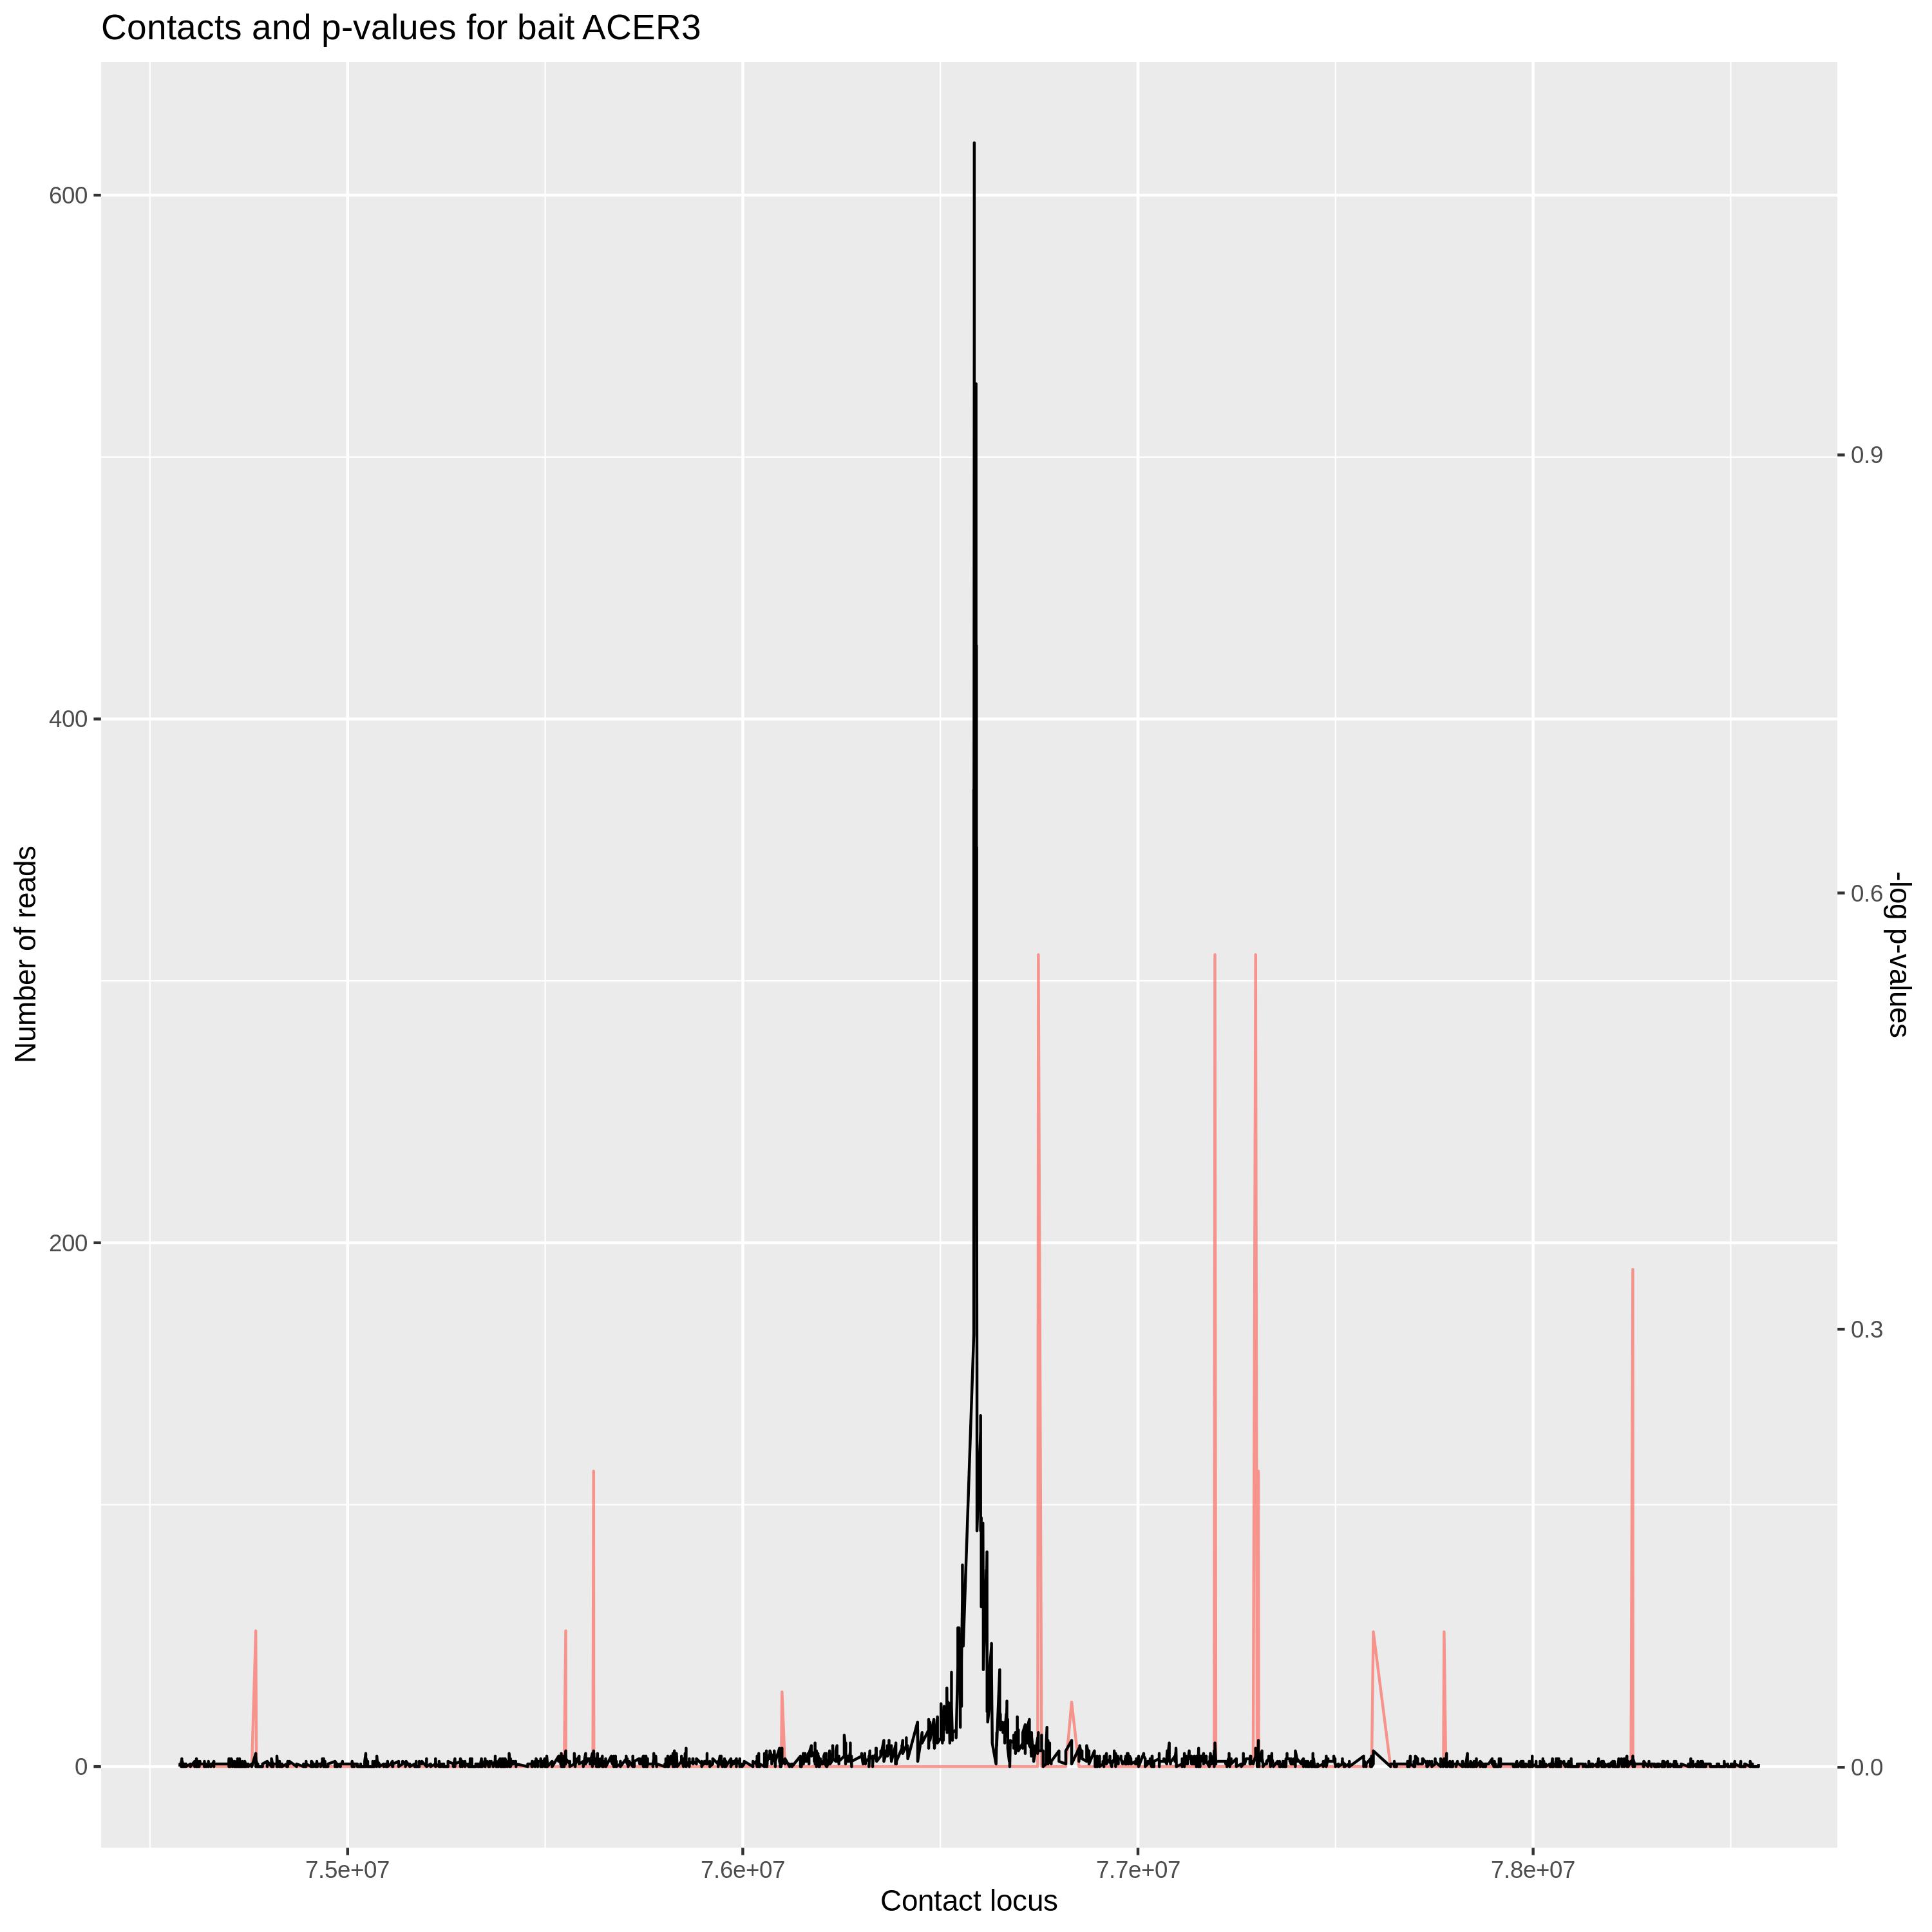 Contacts and p-values for bait ACER3
600
400
200
0
0.9
0.6
0.3
0.0
Number of reads
-log p-values
7.5e+07 7.6e+07 7.7e+07 7.8e+07
Contact locus